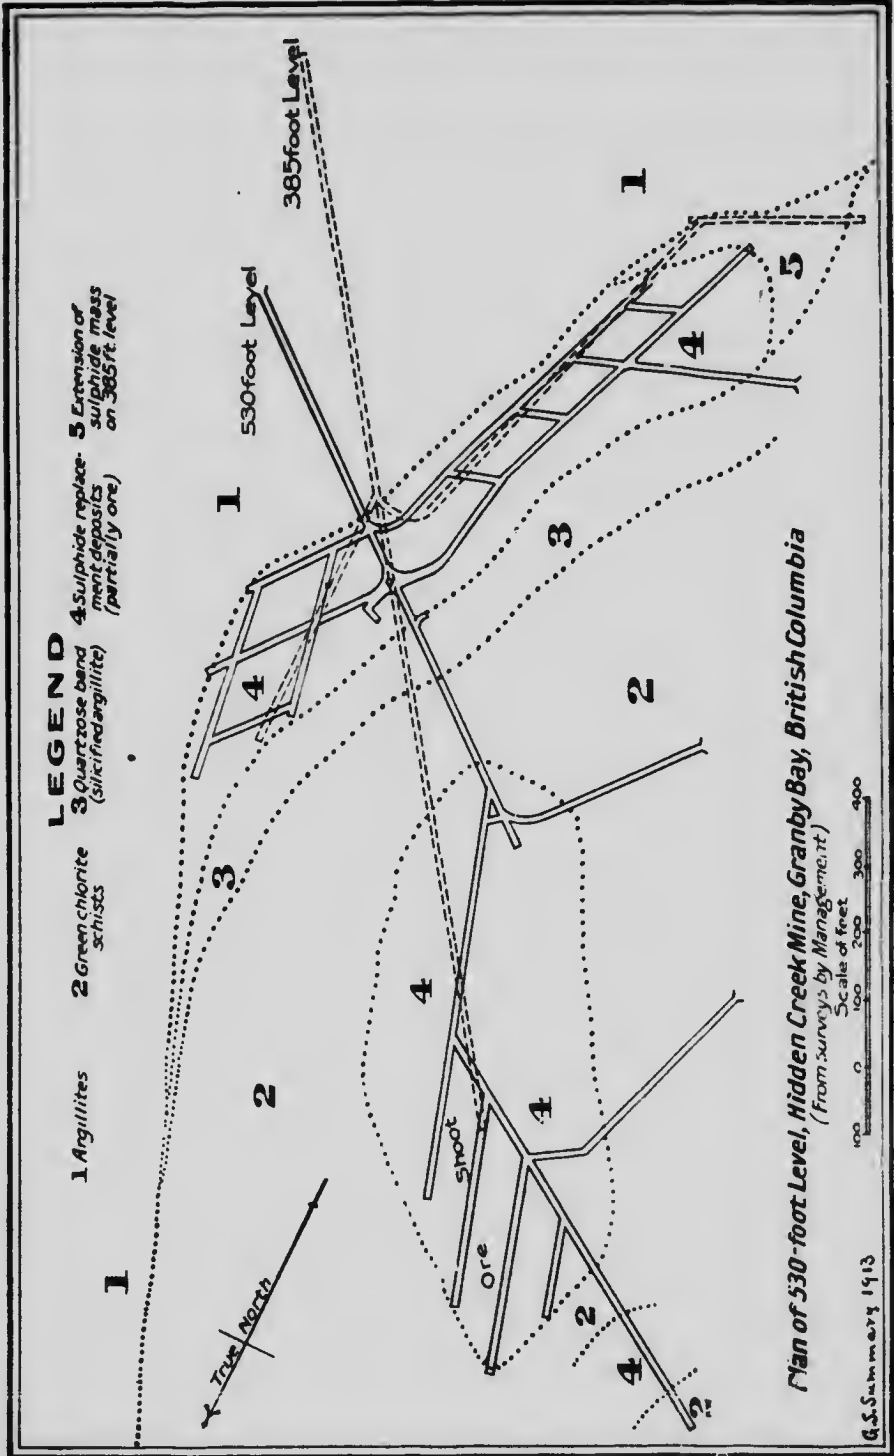 LEGEND
1 Argillites
2 Green chlorite
schists
3 Quartzose band
(silicified argillite)
4 Sulphide replace-
ment deposits
(partially ore)
5 Extension of
sulphide mass
on 385 ft. level
1
1
530 foot Level
385 foot Level
1
2
3
4
True North
4
shoot
Ore
4
2
4
?
2
3
4
5
Plan of 530-foot Level, Hidden Creek Mine, Granby Bay, British Columbia
(From surveys by Management)
Scale of feet
100 0 100 200 300 400
G.S. Summary 1913